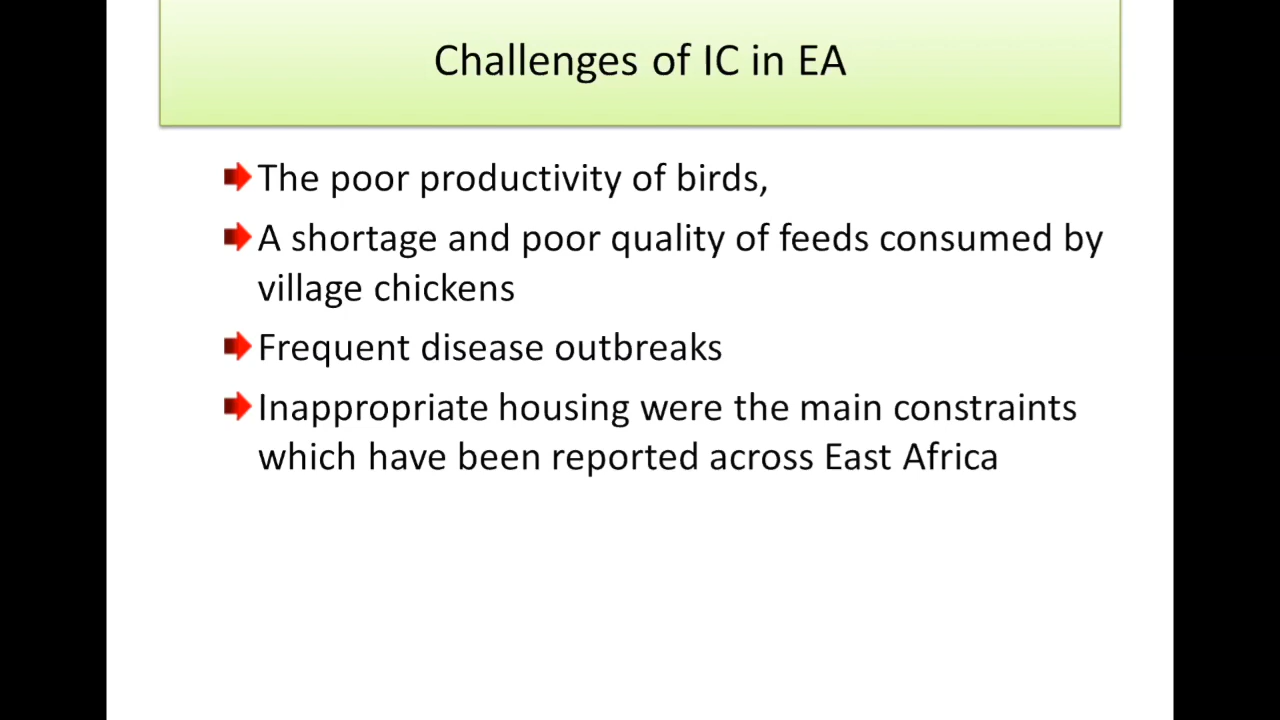 Challenges of IC in EA
The poor productivity of birds,
A shortage and poor quality of feeds consumed by
village chickens
Frequent disease outbreaks
Inappropriate housing were the main constraints
which have been reported across East Africa